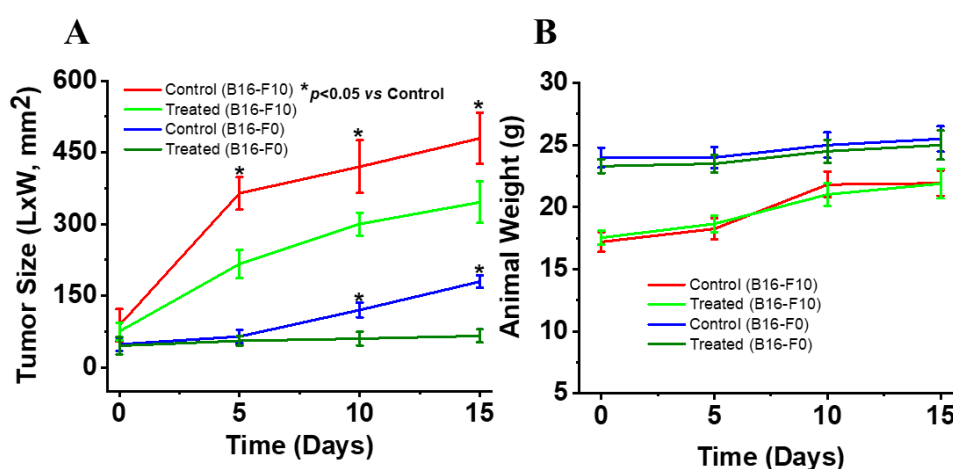 A
Tumor Size (LxW, mm²)
600
450
300
150
0
Control (B16-F10)
Treated (B16-F10)
Control (B16-F0)
Treated (B16-F0)
*p<0.05 vs Control
*
*
*
*
*
0
5
10
15
Time (Days)
B
Animal Weight (g)
30
25
20
15
10
5
Control (B16-F10)
Treated (B16-F10)
Control (B16-F0)
Treated (B16-F0)
0
5
10
15
Time (Days)